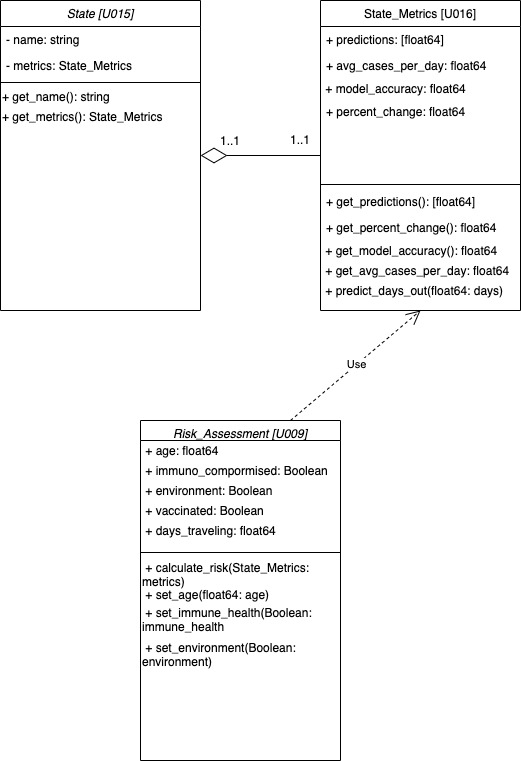 State [U015]
- name: string
- metrics: State_Metrics
+ get_name(): string
+ get_metrics(): State_Metrics
1..1
1..1
State_Metrics [U016]
+ predictions: [float64]
+ avg_cases_per_day: float64
+ model_accuracy: float64
+ percent_change: float64
+ get_predictions(): [float64]
+ get_percent_change(): float64
+ get_model_accuracy(): float64
+ get_avg_cases_per_day: float64
+ predict_days_out(float64: days)
Use
Risk_Assessment [U009]
+ age: float64
+ immuno_compormised: Boolean
+ environment: Boolean
+ vaccinated: Boolean
+ days_traveling: float64
+ calculate_risk(State_Metrics:
metrics)
+ set_age(float64: age)
+ set_immune_health(Boolean:
immune_health
+ set_environment(Boolean:
environment)